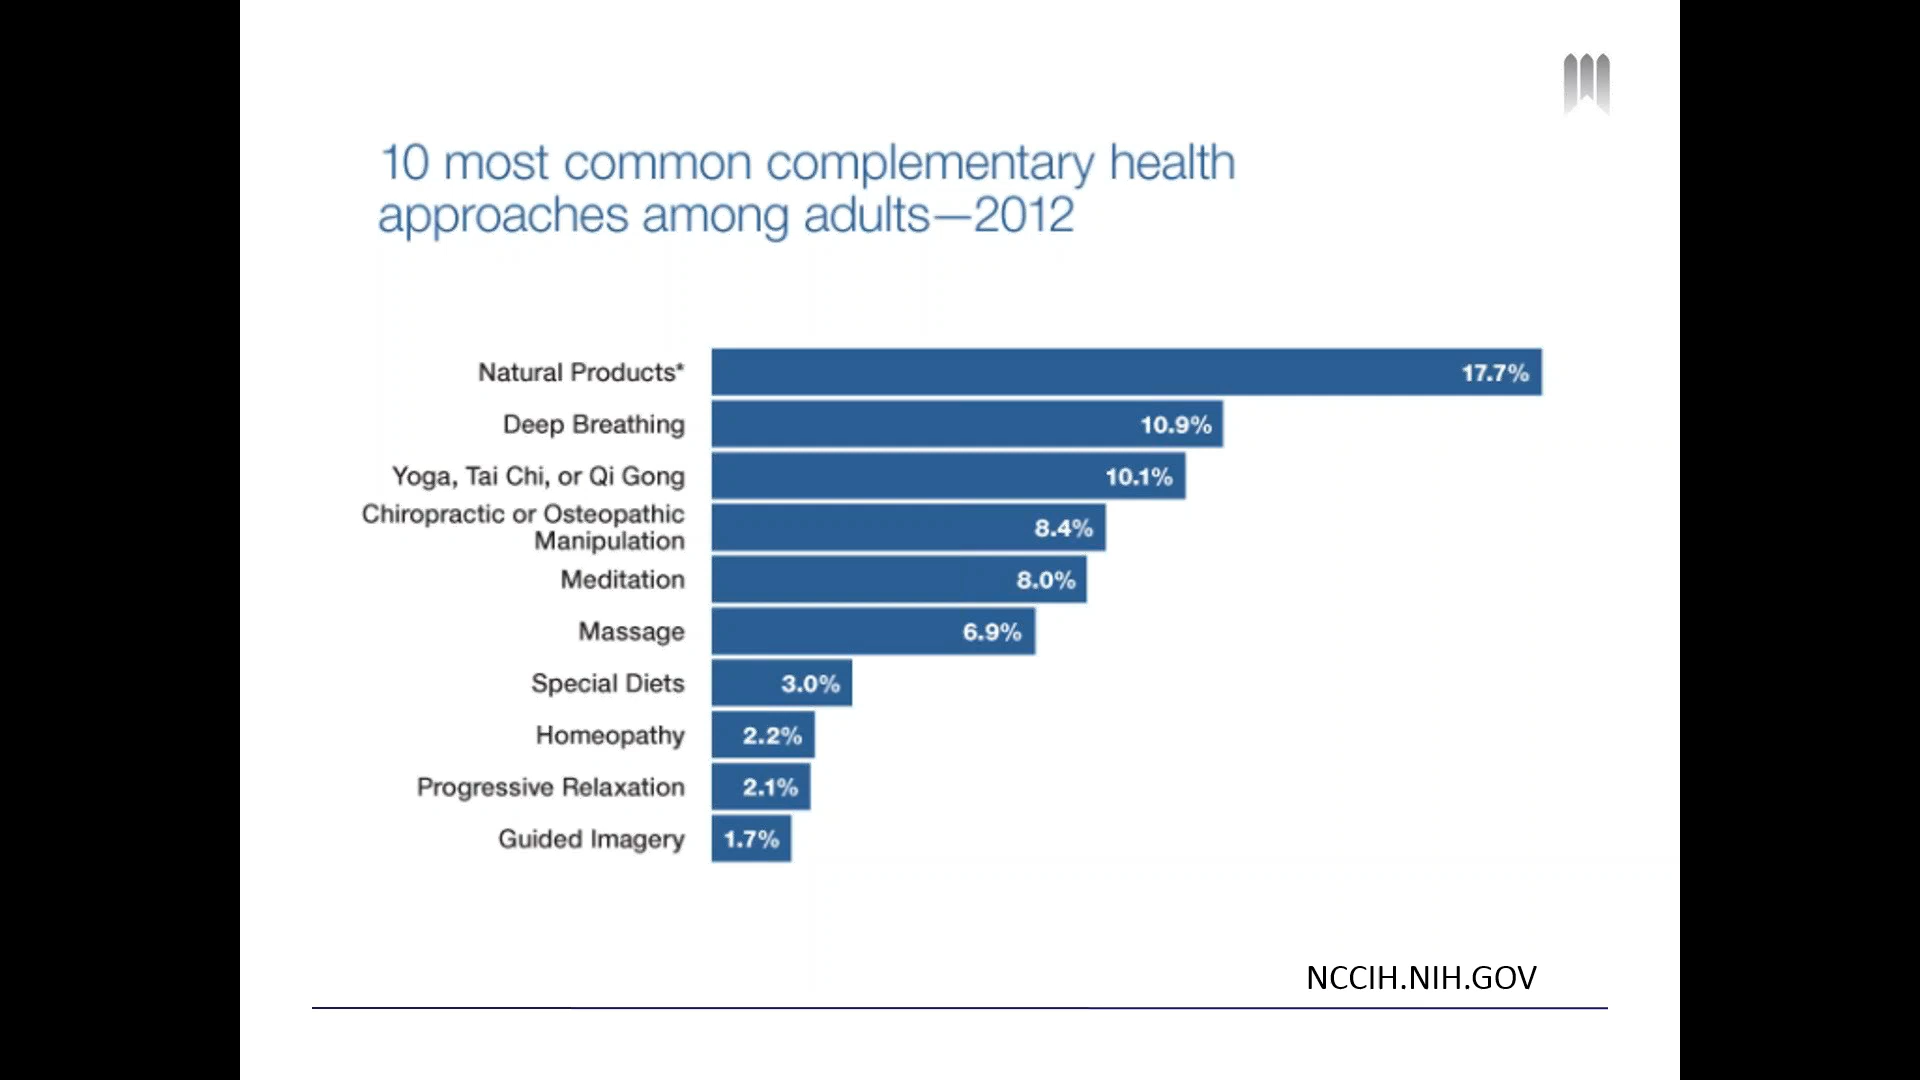 10 most common complementary health
approaches among adults—2012
Natural Products* 17.7%
Deep Breathing 10.9%
Yoga, Tai Chi, or Qi Gong 10.1%
Chiropractic or Osteopathic
Manipulation 8.4%
Meditation 8.0%
Massage 6.9%
Special Diets 3.0%
Homeopathy 2.2%
Progressive Relaxation 2.1%
Guided Imagery 1.7%
NCCIH.NIH.GOV